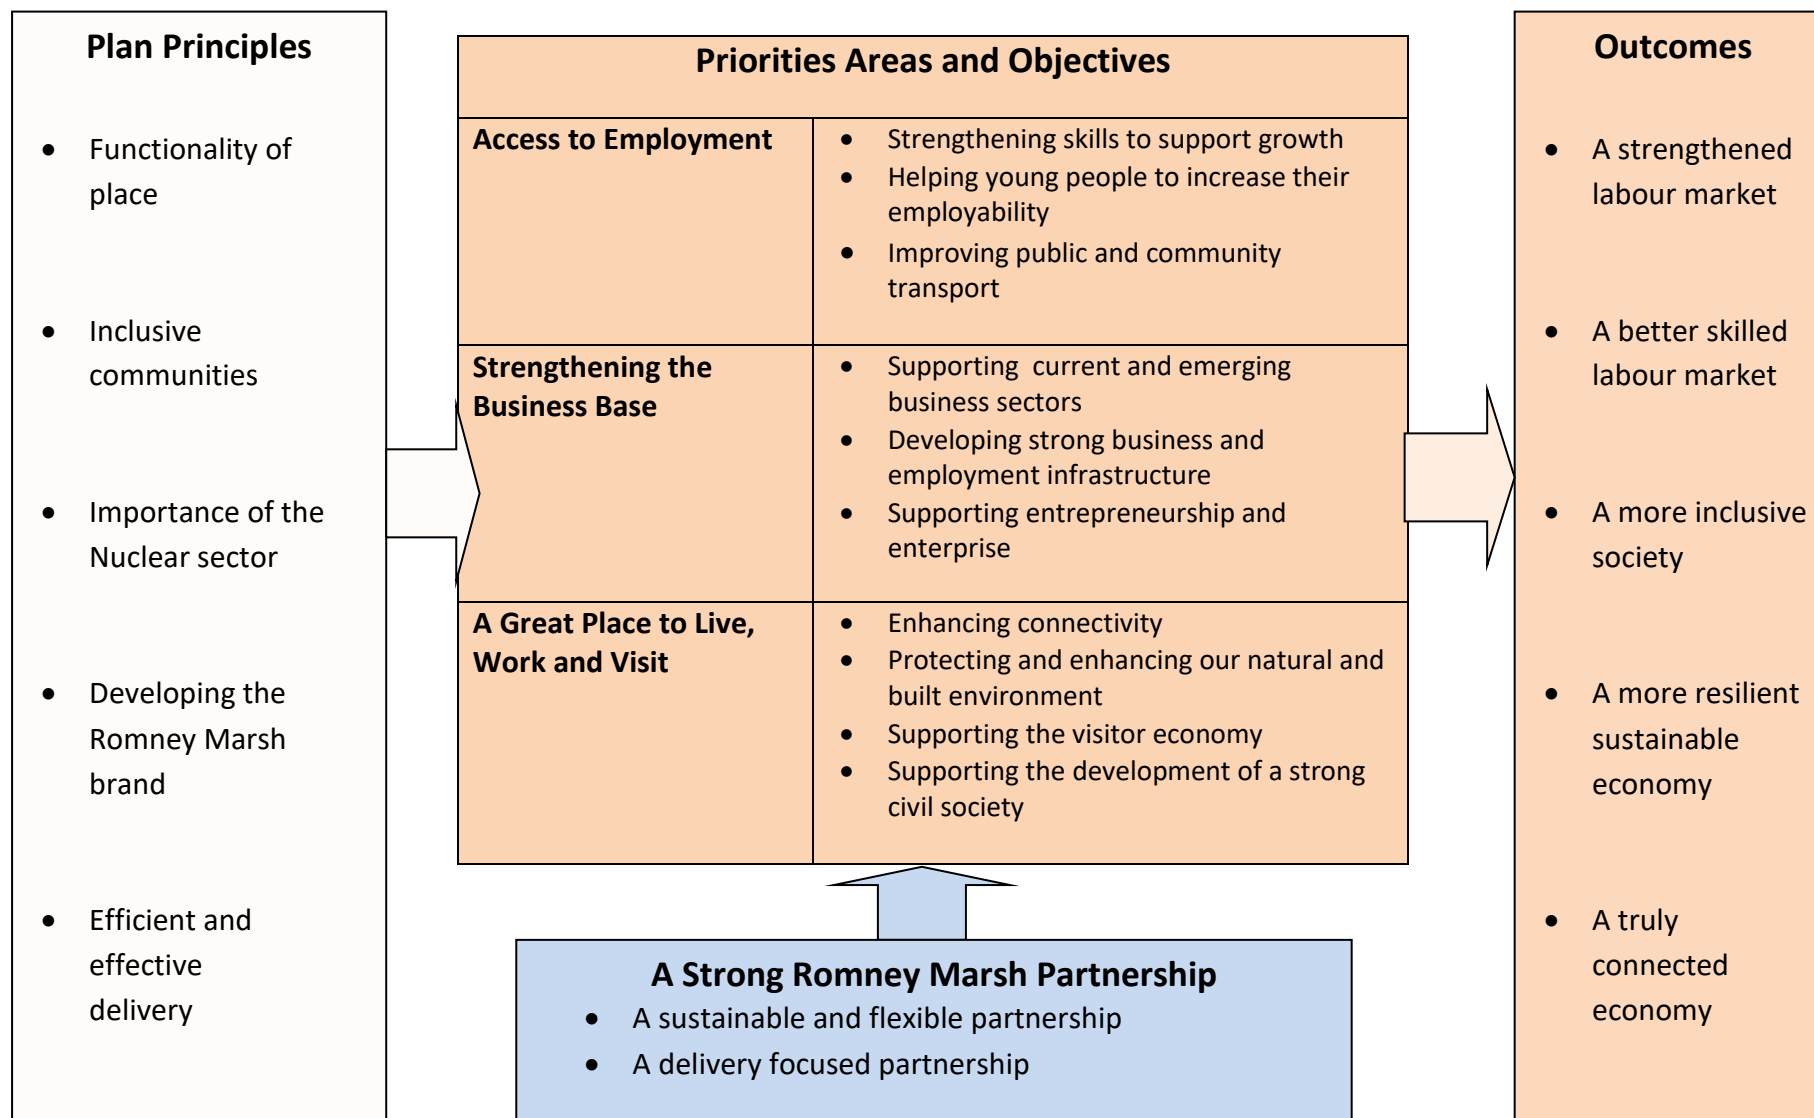 Plan Principles
• Functionality of
place
• Inclusive
communities
• Importance of the
Nuclear sector
• Developing the
Romney Marsh
brand
• Efficient and
effective
delivery
Priorities Areas and Objectives
Access to Employment
• Strengthening skills to support growth
• Helping young people to increase their
employability
• Improving public and community
transport
Strengthening the
Business Base
• Supporting  current and emerging
business sectors
• Developing strong business and
employment infrastructure
• Supporting entrepreneurship and
enterprise
A Great Place to Live,
Work and Visit
• Enhancing connectivity
• Protecting and enhancing our natural and
built environment
• Supporting the visitor economy
• Supporting the development of a strong
civil society
A Strong Romney Marsh Partnership
• A sustainable and flexible partnership
• A delivery focused partnership
Outcomes
• A strengthened
labour market
• A better skilled
labour market
• A more inclusive
society
• A more resilient
sustainable
economy
• A truly
connected
economy